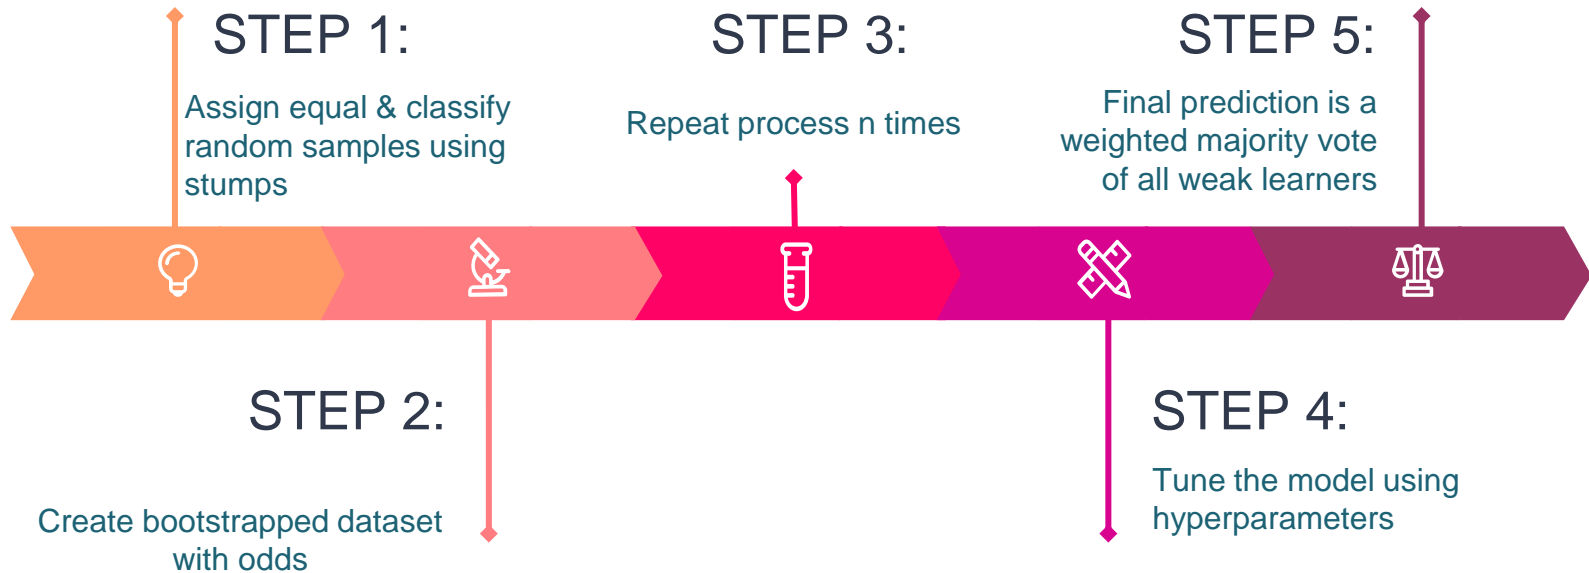 STEP 1:
Assign equal & classify
random samples using
stumps
STEP 2:
Create bootstrapped dataset
with odds
STEP 3:
Repeat process n times
STEP 4:
Tune the model using
hyperparameters
STEP 5:
Final prediction is a
weighted majority vote
of all weak learners